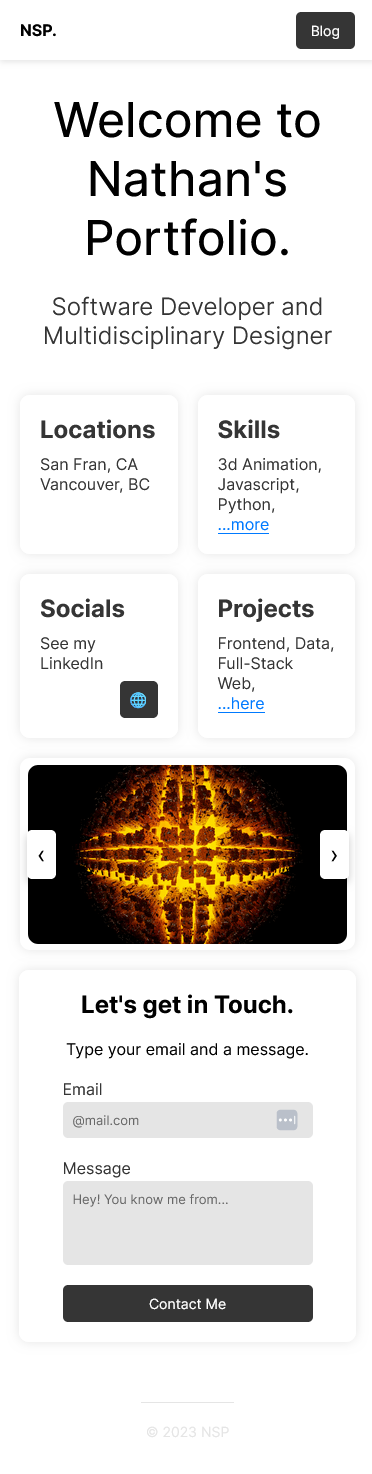 NSP.
Blog
Welcome to
Nathan's
Portfolio.
Software Developer and
Multidisciplinary Designer
Locations
San Fran, CA
Vancouver, BC
Skills
3d Animation,
Javascript,
Python,
...more
Socials
See my
LinkedIn
Projects
Frontend, Data,
Full-Stack
Web,
...here
‹
›
Let's get in Touch.
Type your email and a message.
Email
@mail.com
Message
Hey! You know me from...
Contact Me
© 2023 NSP